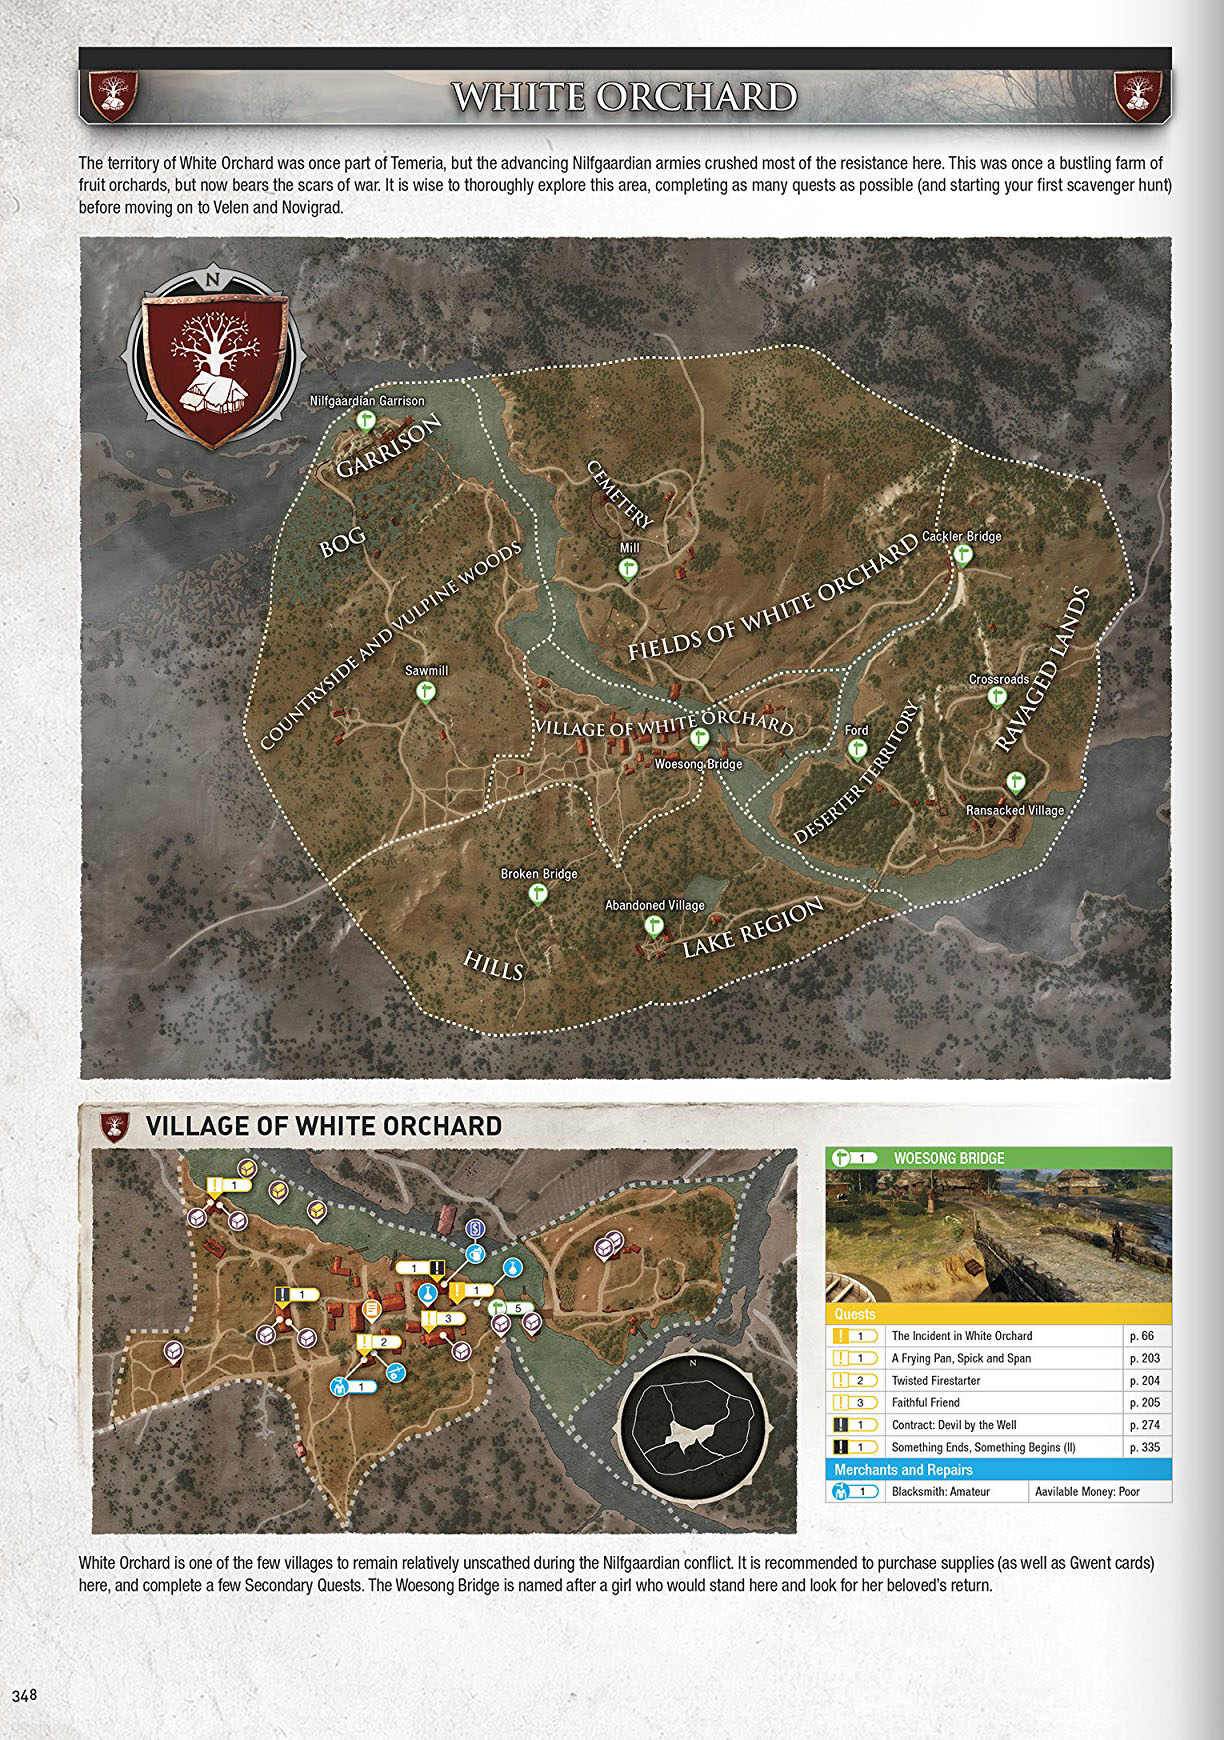 WHITE ORCHARD
The territory of White Orchard was once part of Temeria, but the advancing Nilfgaardian armies crushed most of the resistance here. This was once a bustling farm of
fruit orchards, but now bears the scars of war. It is wise to thoroughly explore this area, completing as many quests as possible (and starting your first scavenger hunt)
before moving on to Velen and Novigrad.
N
Nilfgaardian Garrison
GARRISON
CEMETERY
BOG
Cackler Bridge
Mill
COUNTRYSIDE AND VULPINE WOODS
FIELDS OF WHITE ORCHARD
RAVAGED LANDS
Sawmill
Crossroads
VILLAGE OF WHITE ORCHARD
Ford
Woesong Bridge
DESERTER TERRITORY
Ransacked Village
Broken Bridge
Abandoned Village
LAKE REGION
HILLS
VILLAGE OF WHITE ORCHARD
1
1
1
1
5
3
2
1
N
1 WOESONG BRIDGE
Quests
1 The Incident in White Orchard p. 66
1 A Frying Pan, Spick and Span p. 203
2 Twisted Firestarter p. 204
3 Faithful Friend p. 205
1 Contract: Devil by the Well p. 274
1 Something Ends, Something Begins (II) p. 335
Merchants and Repairs
1 Blacksmith: Amateur Aavilable Money: Poor
White Orchard is one of the few villages to remain relatively unscathed during the Nilfgaardian conflict. It is recommended to purchase supplies (as well as Gwent cards)
here, and complete a few Secondary Quests. The Woesong Bridge is named after a girl who would stand here and look for her beloved's return.
348